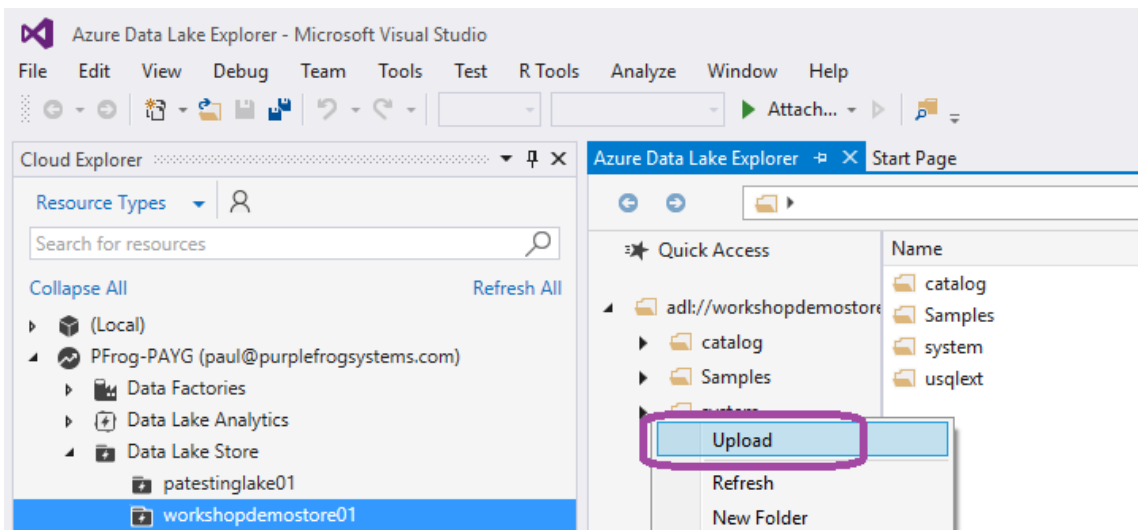 Azure Data Lake Explorer - Microsoft Visual Studio
File Edit View Debug Team Tools Test R Tools Analyze Window Help
Attach...
Cloud Explorer
Resource Types
Search for resources
Collapse All Refresh All
(Local)
PFrog-PAYG (paul@purplefrogsystems.com)
Data Factories
Data Lake Analytics
Data Lake Store
patestinglake01
workshopdemostore01
Azure Data Lake Explorer Start Page
Quick Access
adl://workshopdemostore
catalog
Samples
system
Name
catalog
Samples
system
usqlext
Upload
Refresh
New Folder